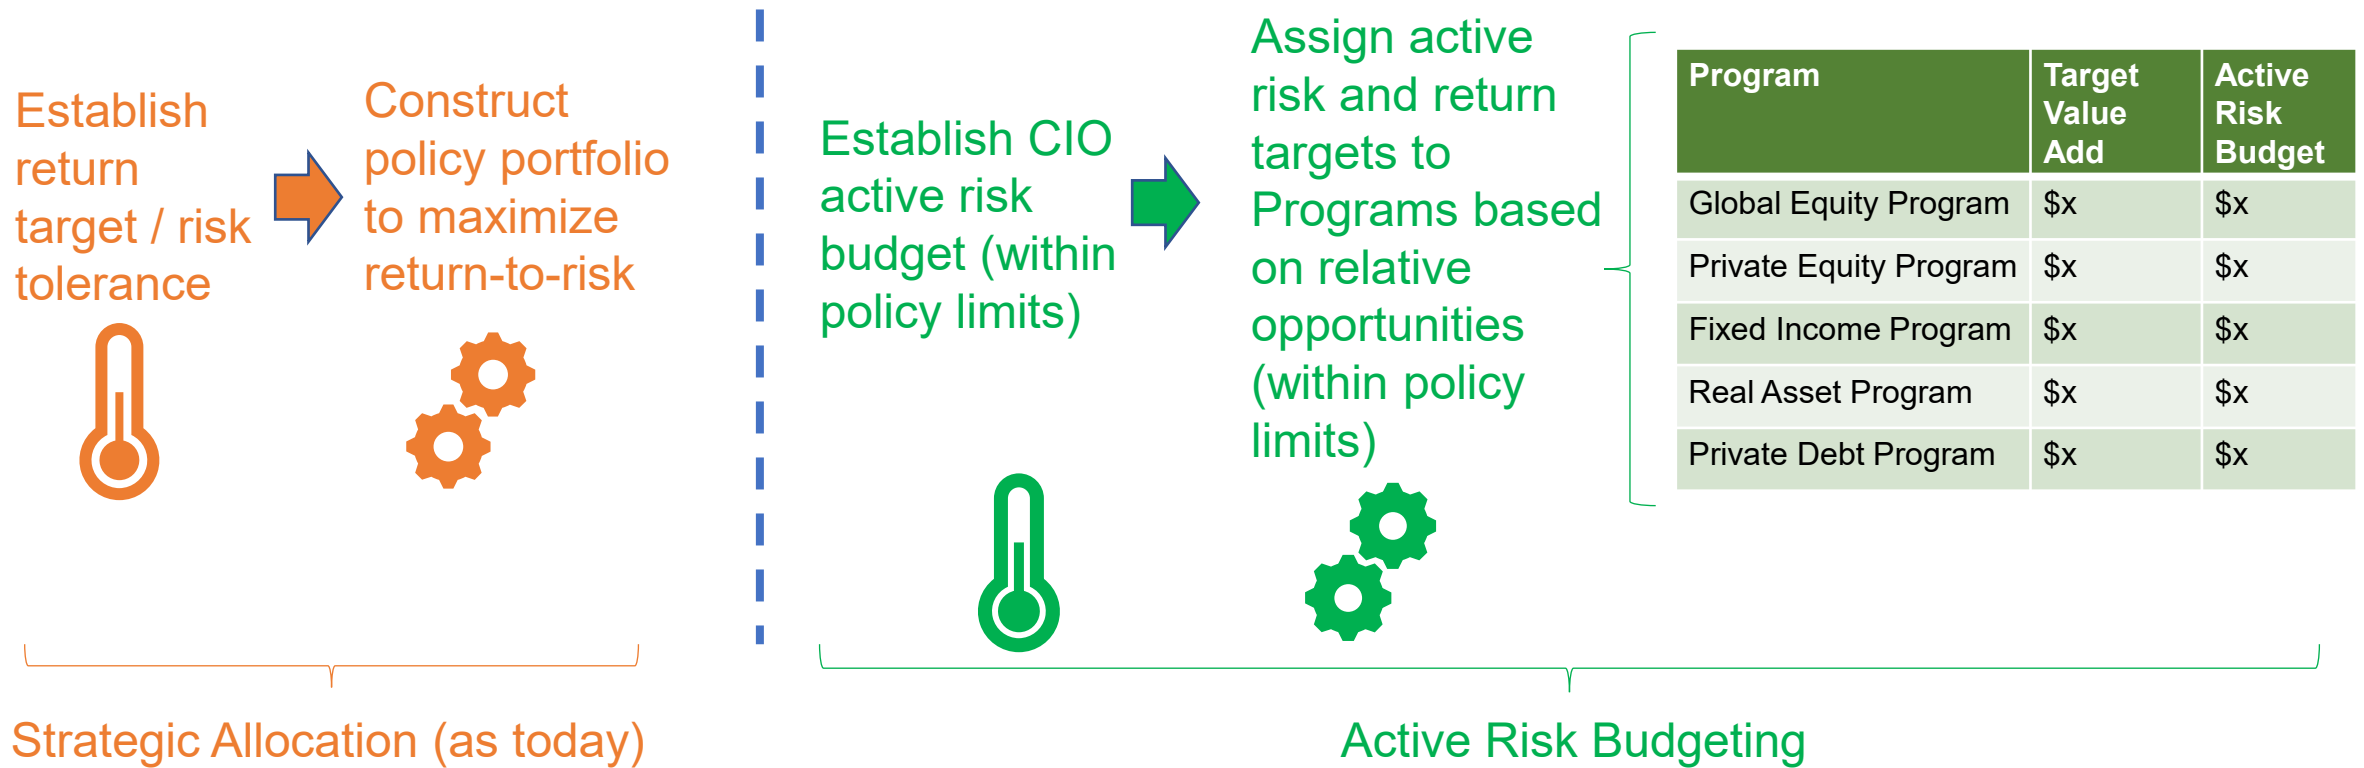 Establish
return
target / risk
tolerance
Construct
policy portfolio
to maximize
return-to-risk
Strategic Allocation (as today)
Establish CIO
active risk
budget (within
policy limits)
Assign active
risk and return
targets to
Programs based
on relative
opportunities
(within policy
limits)
Program
Target
Value
Add
Active
Risk
Budget
Global Equity Program $x $x
Private Equity Program $x $x
Fixed Income Program $x $x
Real Asset Program $x $x
Private Debt Program $x $x
Active Risk Budgeting